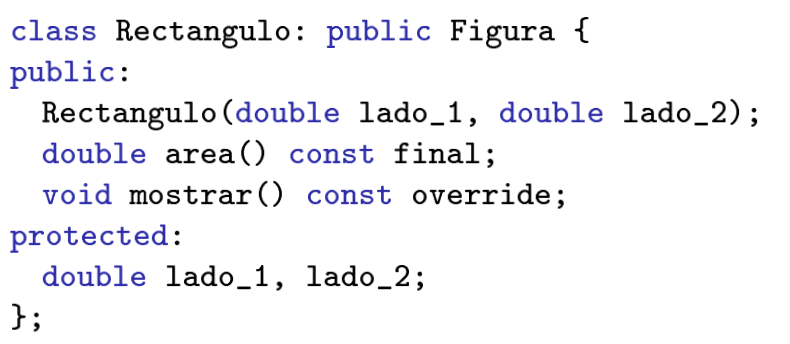 class Rectangulo: public Figura {
public:
  Rectangulo(double lado_1, double lado_2);
  double area() const final;
  void mostrar() const override;
protected:
  double lado_1, lado_2;
};